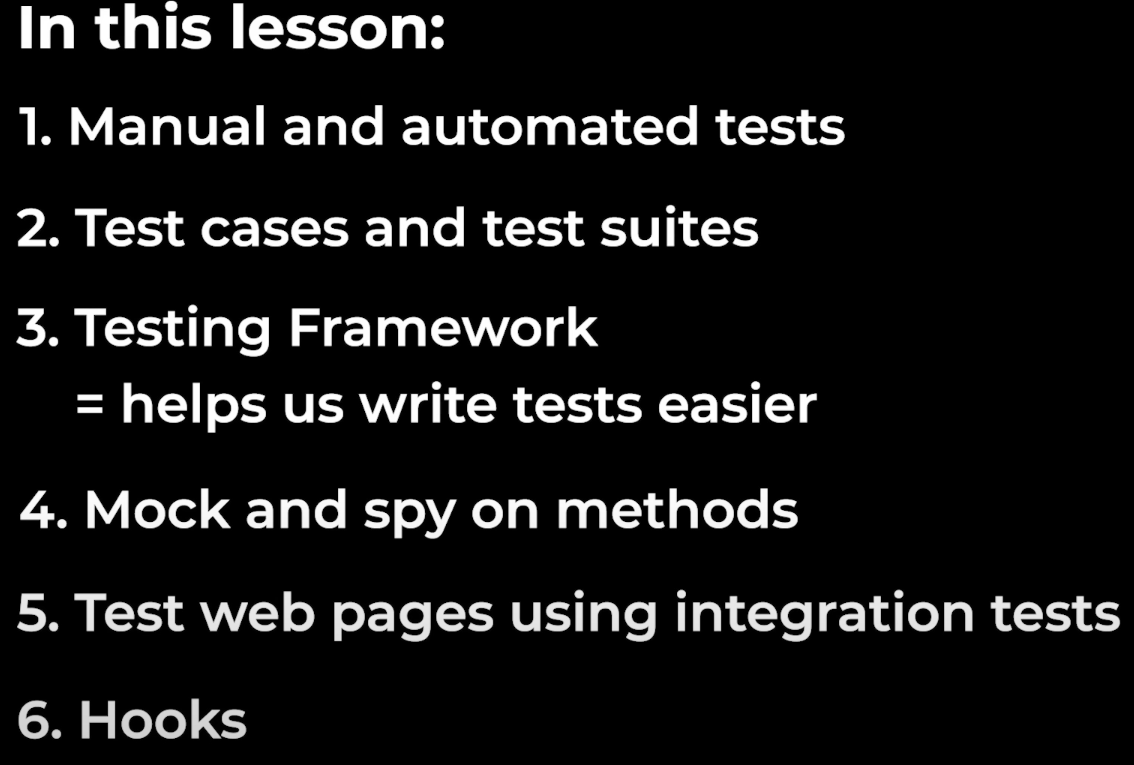 In this lesson:
1. Manual and automated tests
2. Test cases and test suites
3. Testing Framework
= helps us write tests easier
4. Mock and spy on methods
5. Test web pages using integration tests
6. Hooks